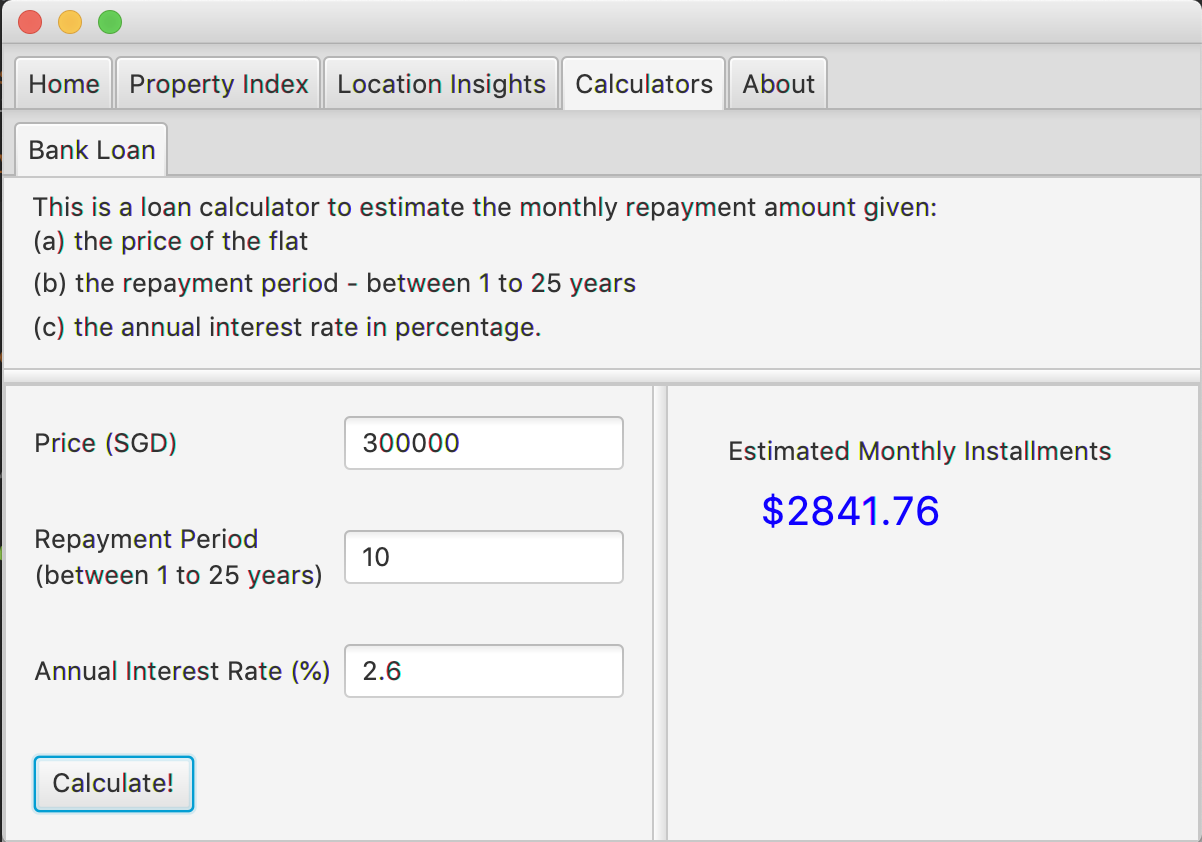 Home Property Index Location Insights Calculators About
Bank Loan
This is a loan calculator to estimate the monthly repayment amount given:
(a) the price of the flat
(b) the repayment period - between 1 to 25 years
(c) the annual interest rate in percentage.
Price (SGD) 300000
Repayment Period
(between 1 to 25 years) 10
Annual Interest Rate (%) 2.6
Calculate!
Estimated Monthly Installments
$2841.76